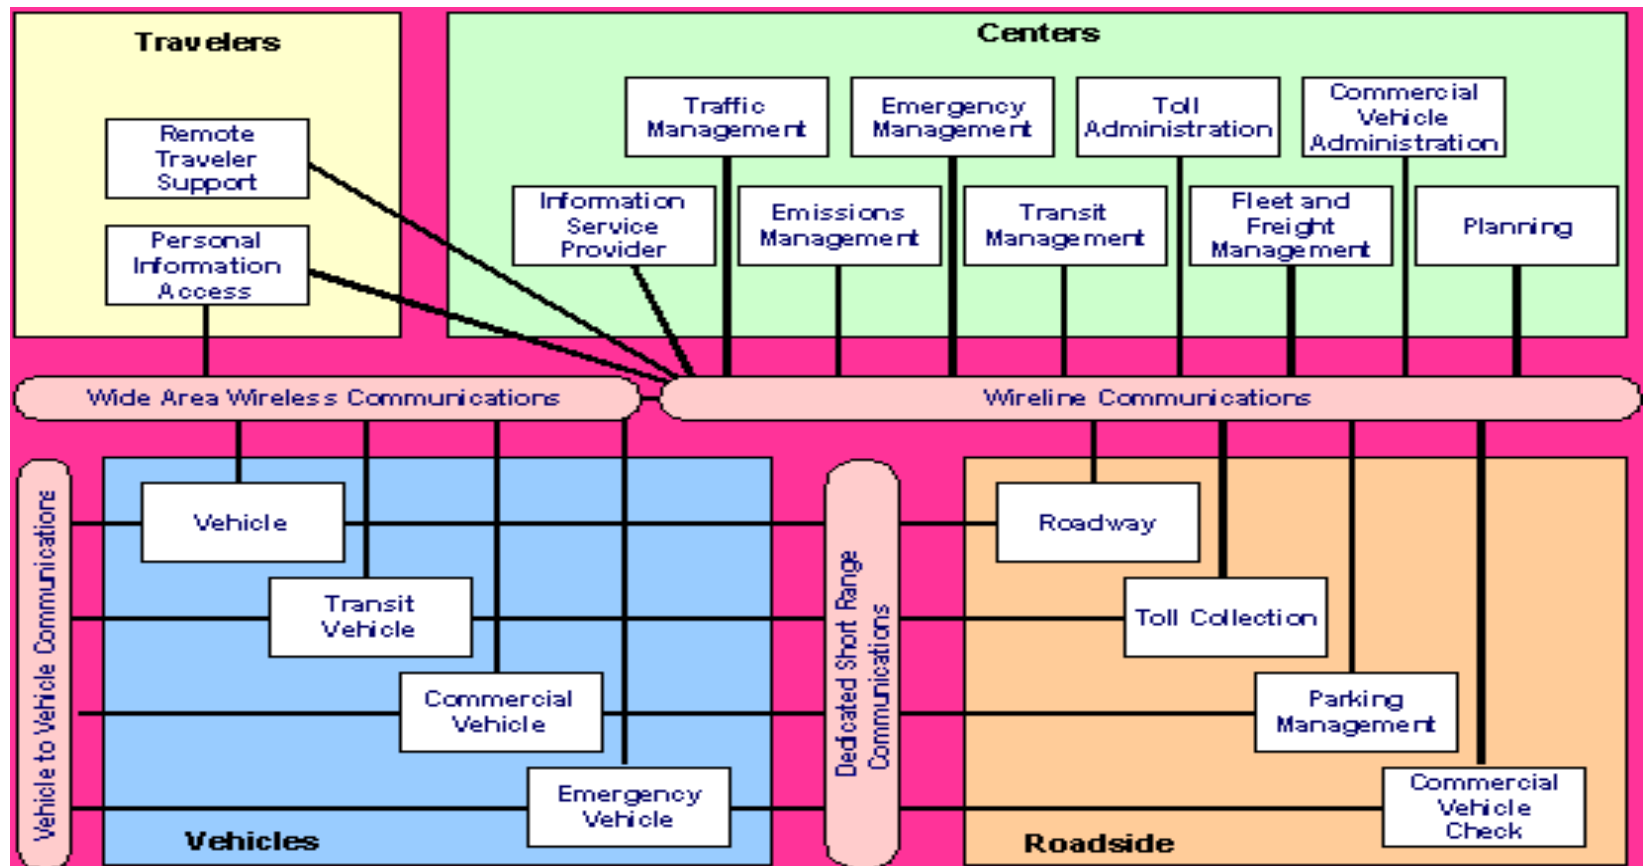 Travelers
Remote
Traveler
Support
Personal
Information
Access
Centers
Traffic
Management
Emergency
Management
Toll
Administration
Commercial
Vehicle
Administration
Information
Service
Provider
Emissions
Management
Transit
Management
Fleet and
Freight
Management
Planning
Wide Area Wireless Communications
Wireline Communications
Vehicle to Vehicle Communications
Vehicle
Transit
Vehicle
Commercial
Vehicle
Emergency
Vehicle
Vehicles
Dedicated Short Range
Communications
Roadway
Toll Collection
Parking
Management
Commercial
Vehicle
Check
Roadside